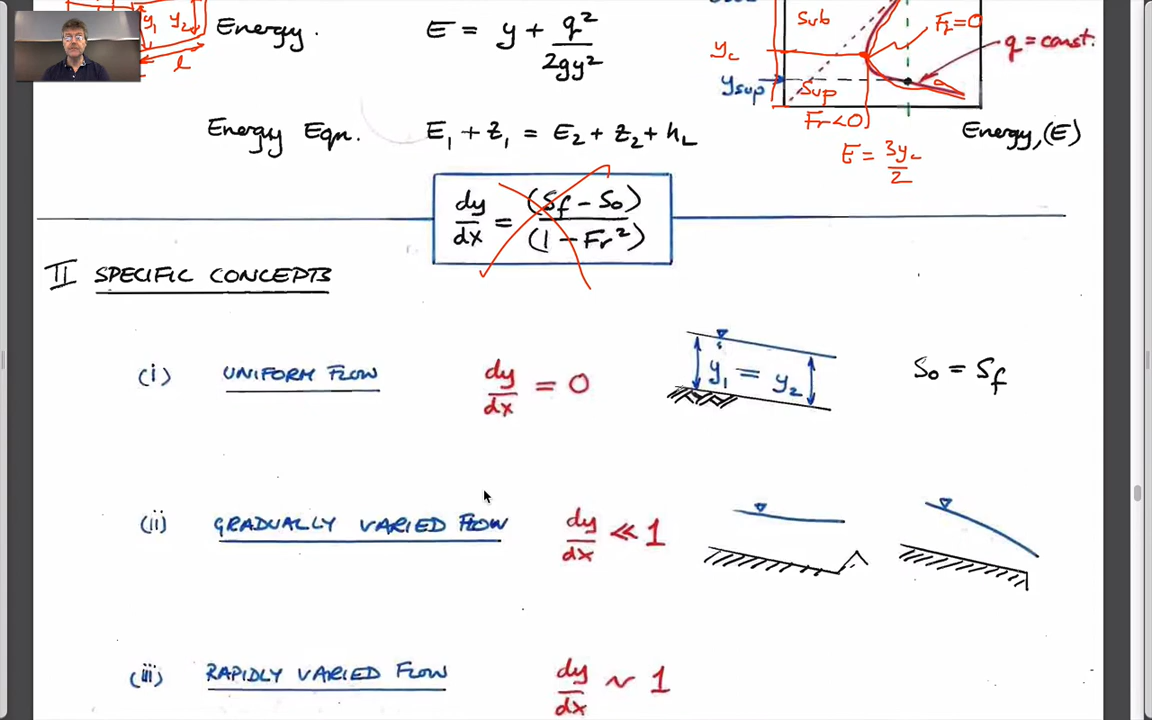 y₁ y₂
l
Energy.
E = y + q²/2gy²
Sub
Fr=0
yc
q = const.
ysup
Sup
Fr<0
Energy, (E)
E = 3yc/2
Energy Eqn. E₁ + z₁ = E₂ + z₂ + hL
dy/dx = (Sf - So)/(1 - Fr²)
II SPECIFIC CONCEPTS
(i) UNIFORM FLOW dy/dx = 0 y₁ = y₂ So = Sf
(ii) GRADUALLY VARIED FLOW dy/dx ≪ 1
(iii) RAPIDLY VARIED FLOW dy/dx ~ 1